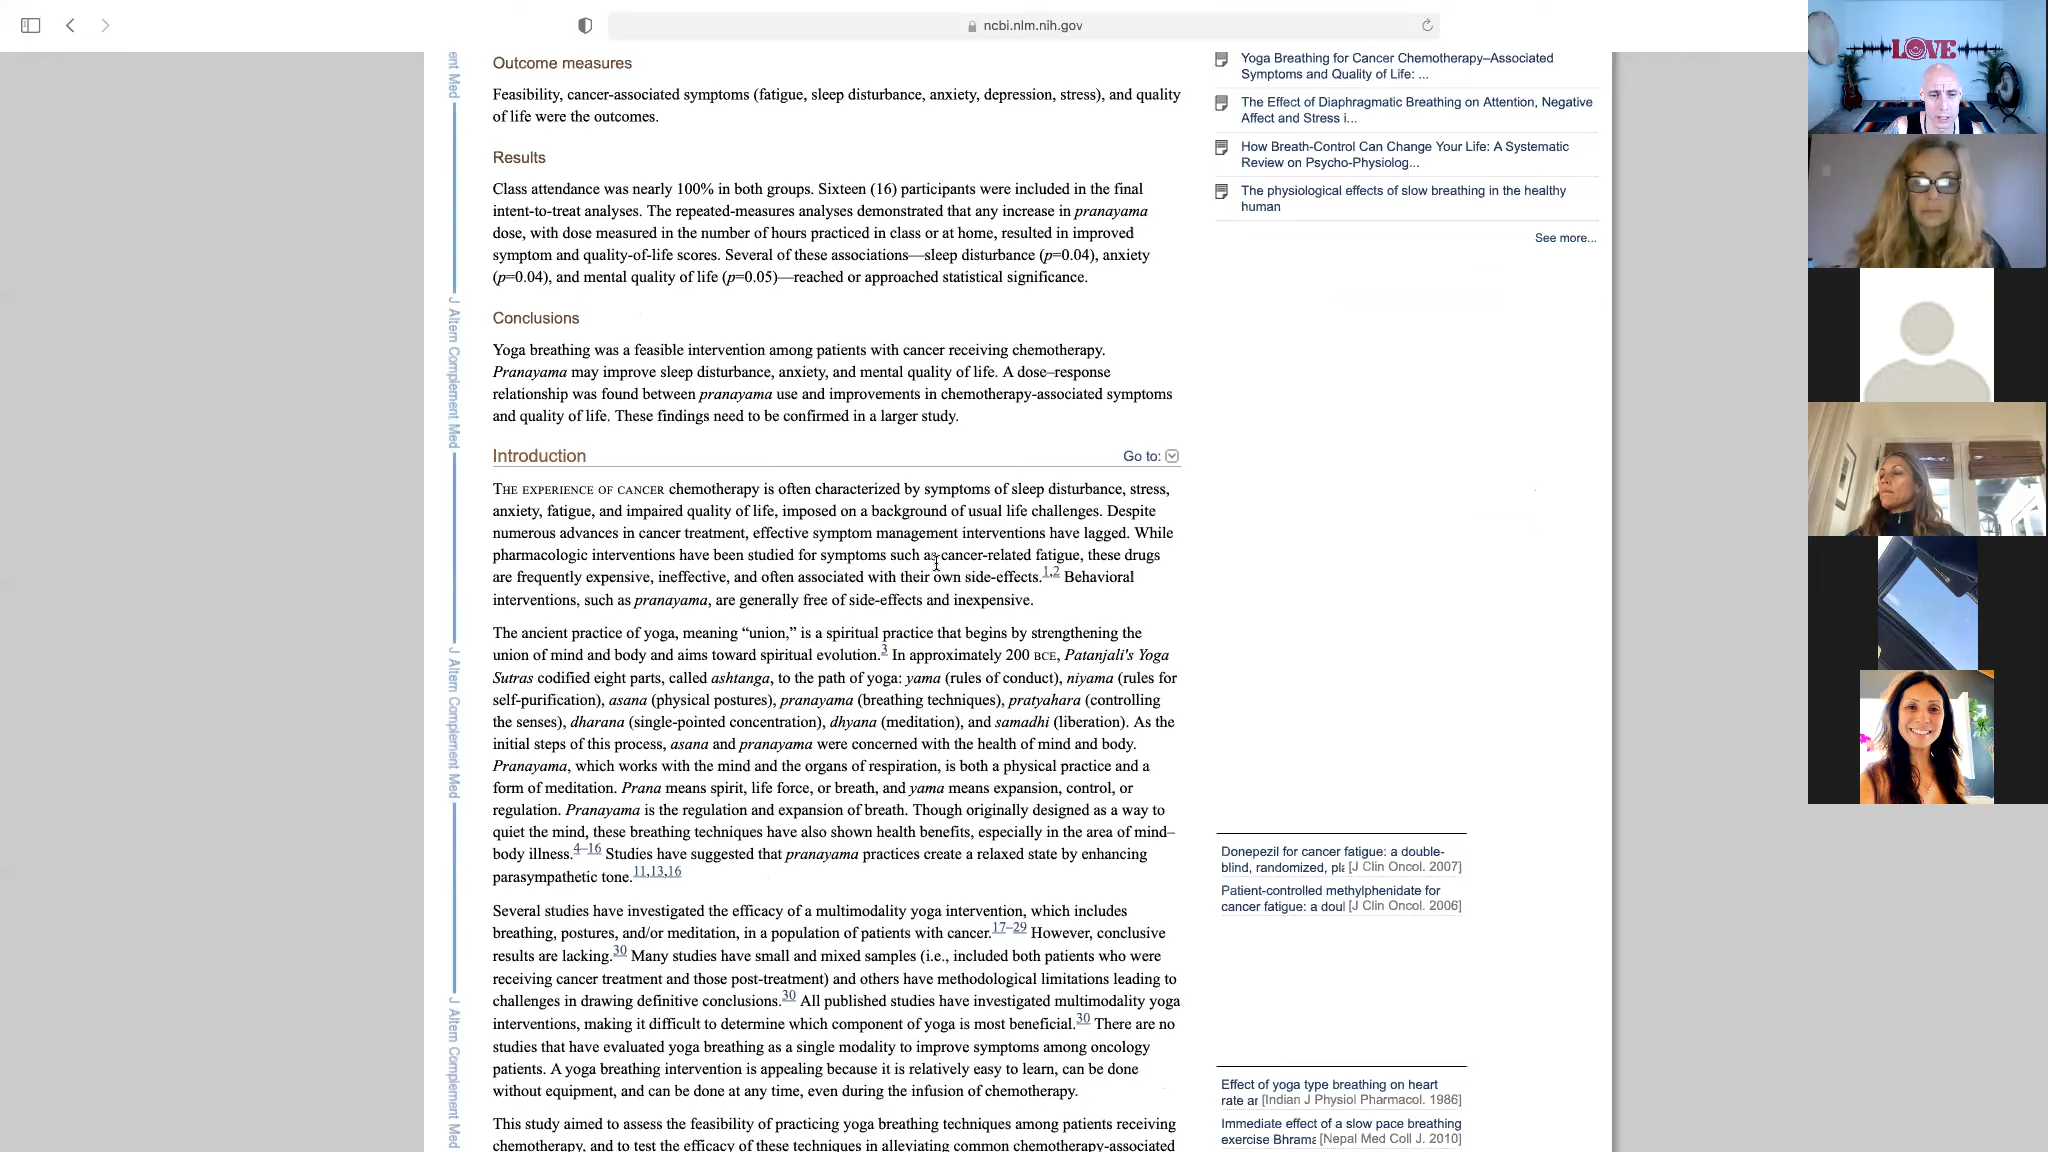 ncbi.nlm.nih.gov
LOVE
ent Med
J Altern Complement Med
J Altern Complement Med
J Altern Complement Med
Outcome measures
Feasibility, cancer-associated symptoms (fatigue, sleep disturbance, anxiety, depression, stress), and quality
of life were the outcomes.
Results
Class attendance was nearly 100% in both groups. Sixteen (16) participants were included in the final
intent-to-treat analyses. The repeated-measures analyses demonstrated that any increase in pranayama
dose, with dose measured in the number of hours practiced in class or at home, resulted in improved
symptom and quality-of-life scores. Several of these associations—sleep disturbance (p=0.04), anxiety
(p=0.04), and mental quality of life (p=0.05)—reached or approached statistical significance.
Conclusions
Yoga breathing was a feasible intervention among patients with cancer receiving chemotherapy.
Pranayama may improve sleep disturbance, anxiety, and mental quality of life. A dose–response
relationship was found between pranayama use and improvements in chemotherapy-associated symptoms
and quality of life. These findings need to be confirmed in a larger study.
Introduction
Go to:
THE EXPERIENCE OF CANCER chemotherapy is often characterized by symptoms of sleep disturbance, stress,
anxiety, fatigue, and impaired quality of life, imposed on a background of usual life challenges. Despite
numerous advances in cancer treatment, effective symptom management interventions have lagged. While
pharmacologic interventions have been studied for symptoms such as cancer-related fatigue, these drugs
are frequently expensive, ineffective, and often associated with their own side-effects.1,2 Behavioral
interventions, such as pranayama, are generally free of side-effects and inexpensive.
The ancient practice of yoga, meaning “union,” is a spiritual practice that begins by strengthening the
union of mind and body and aims toward spiritual evolution.3 In approximately 200 BCE, Patanjali's Yoga
Sutras codified eight parts, called ashtanga, to the path of yoga: yama (rules of conduct), niyama (rules for
self-purification), asana (physical postures), pranayama (breathing techniques), pratyahara (controlling
the senses), dharana (single-pointed concentration), dhyana (meditation), and samadhi (liberation). As the
initial steps of this process, asana and pranayama were concerned with the health of mind and body.
Pranayama, which works with the mind and the organs of respiration, is both a physical practice and a
form of meditation. Prana means spirit, life force, or breath, and yama means expansion, control, or
regulation. Pranayama is the regulation and expansion of breath. Though originally designed as a way to
quiet the mind, these breathing techniques have also shown health benefits, especially in the area of mind–
body illness.4–16 Studies have suggested that pranayama practices create a relaxed state by enhancing
parasympathetic tone.11,13,16
Several studies have investigated the efficacy of a multimodality yoga intervention, which includes
breathing, postures, and/or meditation, in a population of patients with cancer.17–29 However, conclusive
results are lacking.30 Many studies have small and mixed samples (i.e., included both patients who were
receiving cancer treatment and those post-treatment) and others have methodological limitations leading to
challenges in drawing definitive conclusions.30 All published studies have investigated multimodality yoga
interventions, making it difficult to determine which component of yoga is most beneficial.30 There are no
studies that have evaluated yoga breathing as a single modality to improve symptoms among oncology
patients. A yoga breathing intervention is appealing because it is relatively easy to learn, can be done
without equipment, and can be done at any time, even during the infusion of chemotherapy.
This study aimed to assess the feasibility of practicing yoga breathing techniques among patients receiving
chemotherapy, and to test the efficacy of these techniques in alleviating common chemotherapy-associated
Yoga Breathing for Cancer Chemotherapy–Associated
Symptoms and Quality of Life: ...
The Effect of Diaphragmatic Breathing on Attention, Negative
Affect and Stress i...
How Breath-Control Can Change Your Life: A Systematic
Review on Psycho-Physiolog...
The physiological effects of slow breathing in the healthy
human
See more...
Donepezil for cancer fatigue: a double-
blind, randomized, pla [J Clin Oncol. 2007]
Patient-controlled methylphenidate for
cancer fatigue: a doul [J Clin Oncol. 2006]
Effect of yoga type breathing on heart
rate ar [Indian J Physiol Pharmacol. 1986]
Immediate effect of a slow pace breathing
exercise Bhrama [Nepal Med Coll J. 2010]